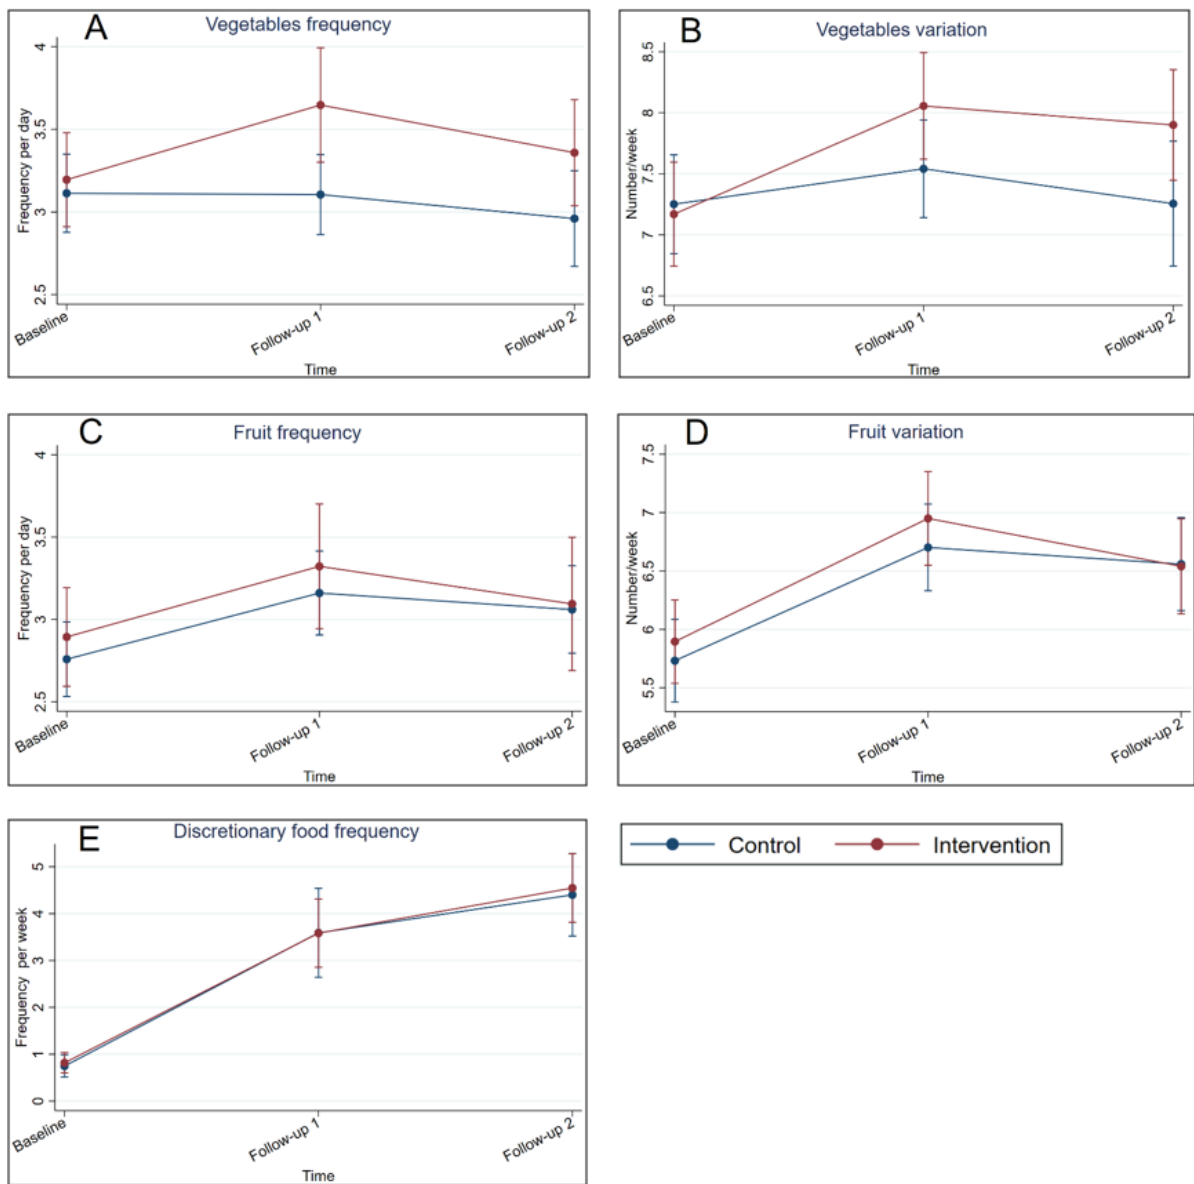 A
Vegetables frequency
Frequency per day
4
3.5
3
2.5
Baseline
Follow-up 1
Follow-up 2
Time
B
Vegetables variation
Number/week
8.5
8
7.5
7
6.5
Baseline
Follow-up 1
Follow-up 2
Time
C
Fruit frequency
Frequency per day
4
3.5
3
2.5
Baseline
Follow-up 1
Follow-up 2
Time
D
Fruit variation
Number/week
7.5
7
6.5
6
5.5
Baseline
Follow-up 1
Follow-up 2
Time
E
Discretionary food frequency
Frequency per week
5
4
3
2
1
0
Baseline
Follow-up 1
Follow-up 2
Time
Control
Intervention